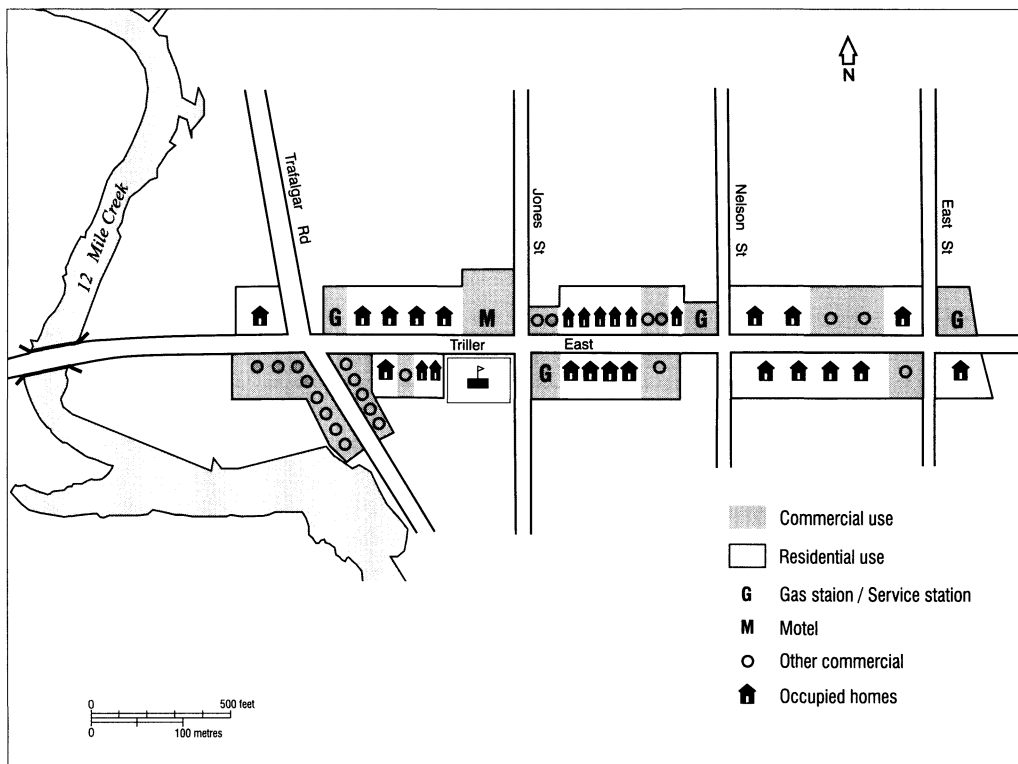 N
12 Mile Creek
Trafalgar Rd
Jones St
Nelson St
East St
G
M
G
G
Triller East
G
Commercial use
Residential use
G Gas staion / Service station
M Motel
Other commercial
Occupied homes
0 500 feet
0 100 metres